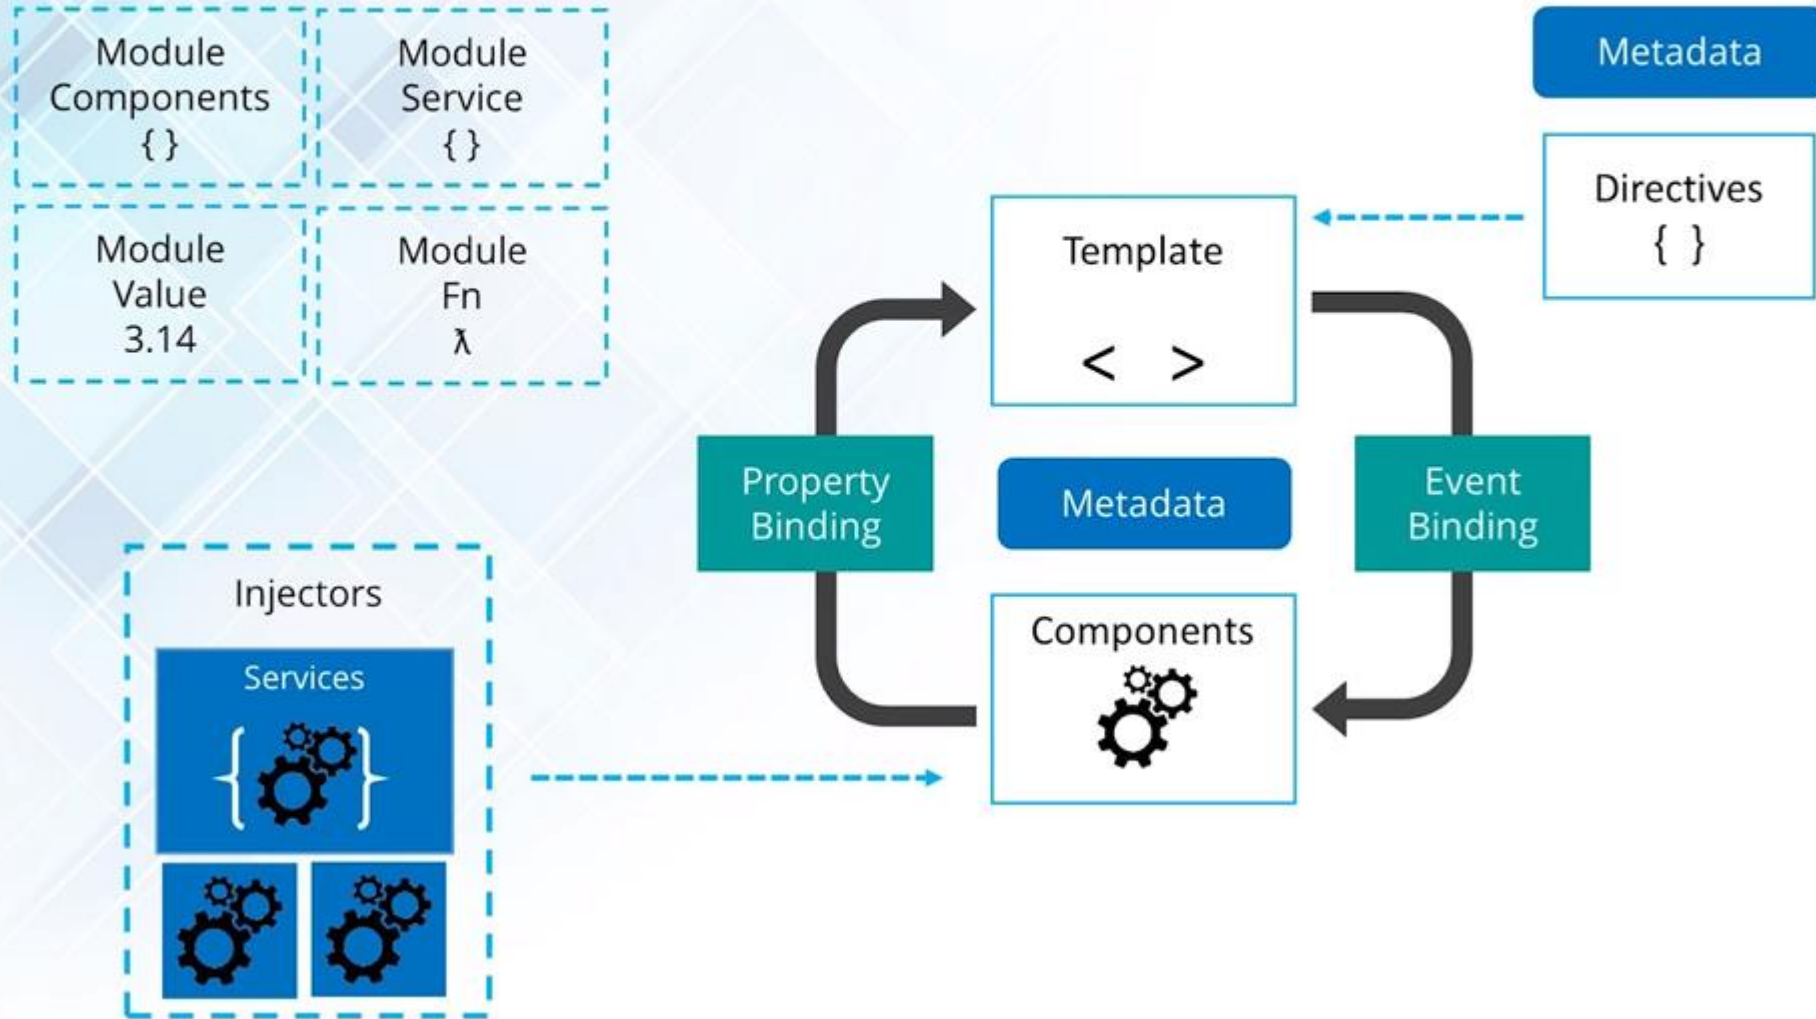 Module
Components
{ }
Module
Service
{ }
Module
Value
3.14
Module
Fn
ƛ
Metadata
Directives
{ }
Template
< >
Property
Binding
Metadata
Event
Binding
Components
Injectors
Services
{ }